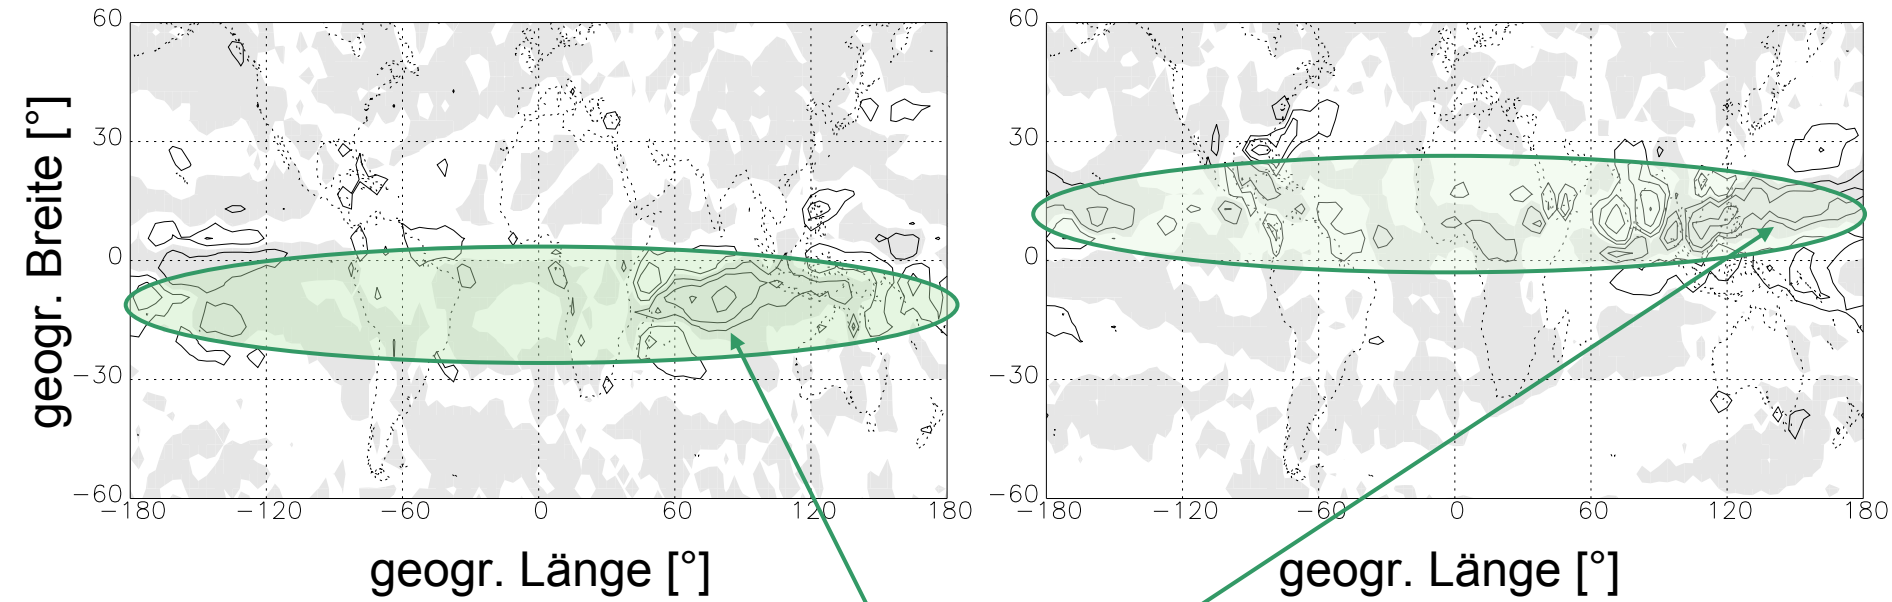 60 60
30 30
0 0
−30 −30
−60 −60
geogr. Breite [°]
−180 −120 −60 0 60 120 180 −180 −120 −60 0 60 120 180
geogr. Länge [°] geogr. Länge [°]